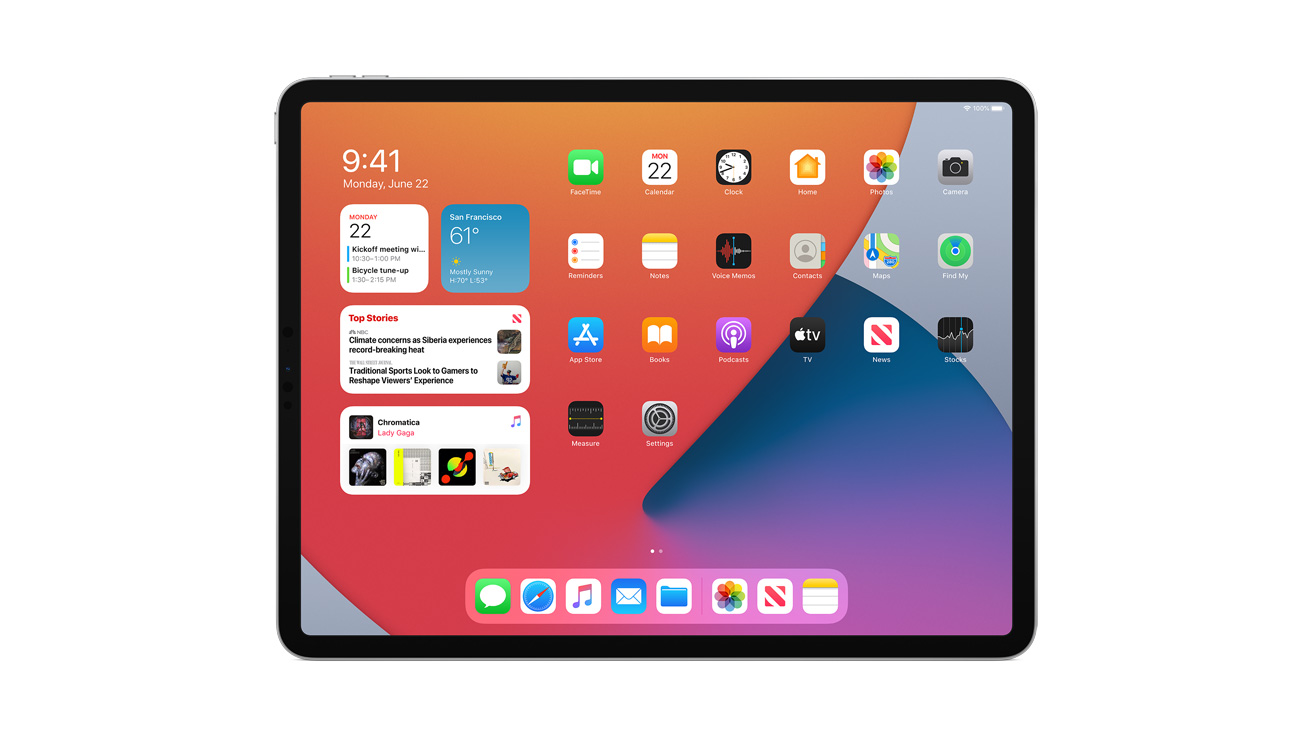 100%
9:41
Monday, June 22
MONDAY
22
Kickoff meeting wi...
10:30–1:00 PM
Bicycle tune-up
1:30–2:15 PM
San Francisco
61°
Mostly Sunny
H:70° L:53°
Top Stories
NBC
Climate concerns as Siberia experiences
record-breaking heat
THE WALL STREET JOURNAL
Traditional Sports Look to Gamers to
Reshape Viewers' Experience
Chromatica
Lady Gaga
MON
22
tv
FaceTime Calendar Clock Home Photos Camera
Reminders Notes Voice Memos Contacts Maps Find My
App Store Books Podcasts TV News Stocks
Measure Settings